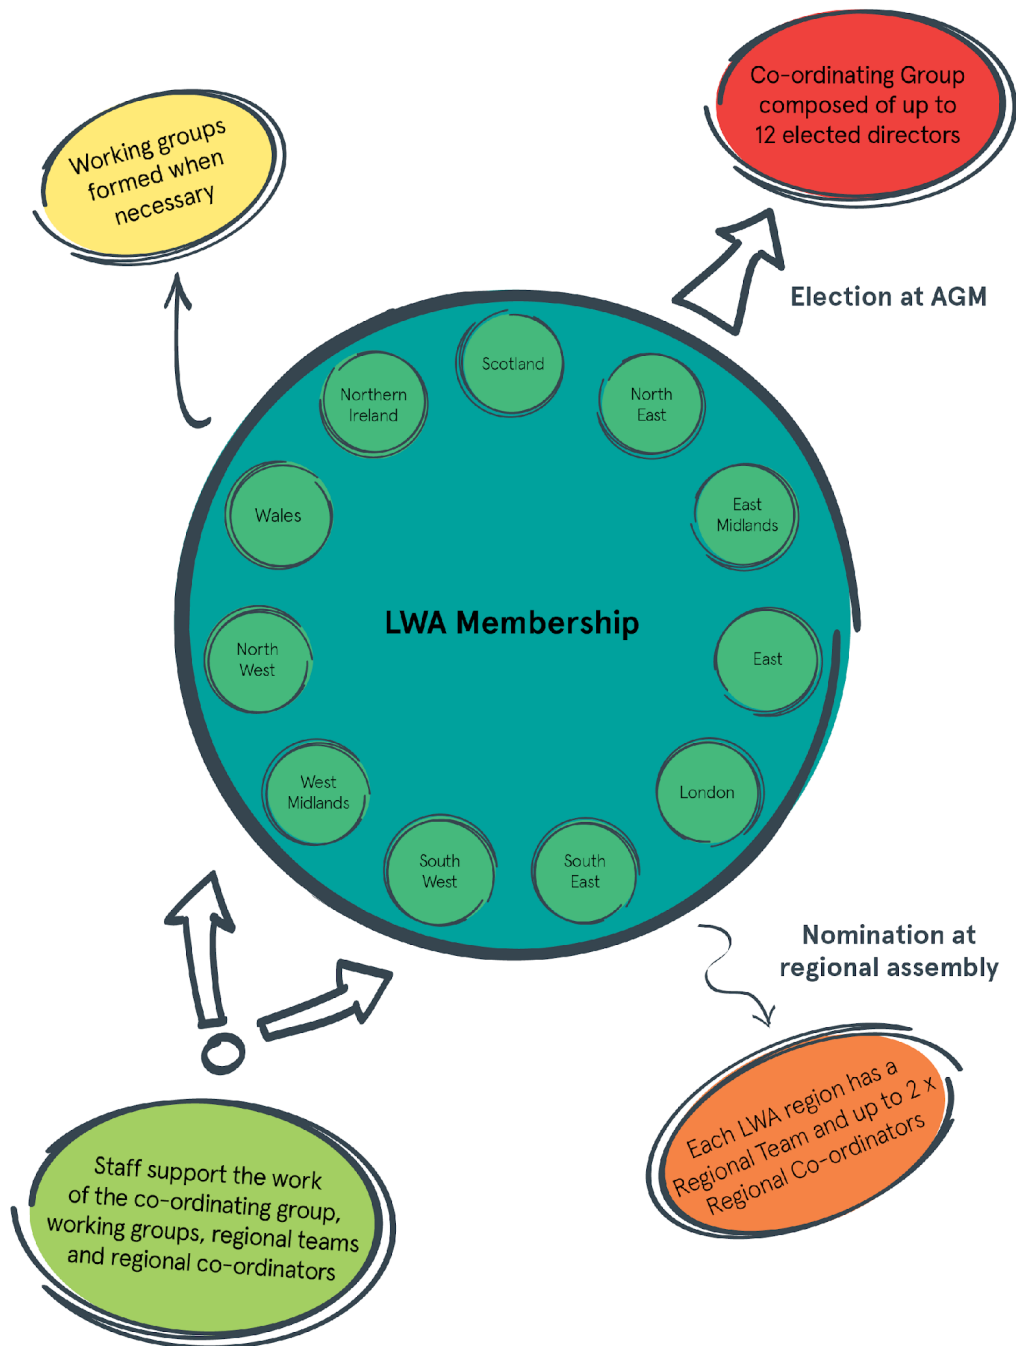 Co-ordinating Group
composed of up to
12 elected directors
Working groups
formed when
necessary
Election at AGM
Scotland
Northern
Ireland
North
East
Wales
East
Midlands
LWA Membership
North
West
East
West
Midlands
London
South
West
South
East
Nomination at
regional assembly
Each LWA region has a
Regional Team and up to 2 x
Regional Co-ordinators
Staff support the work
of the co-ordinating group,
working groups, regional teams
and regional co-ordinators